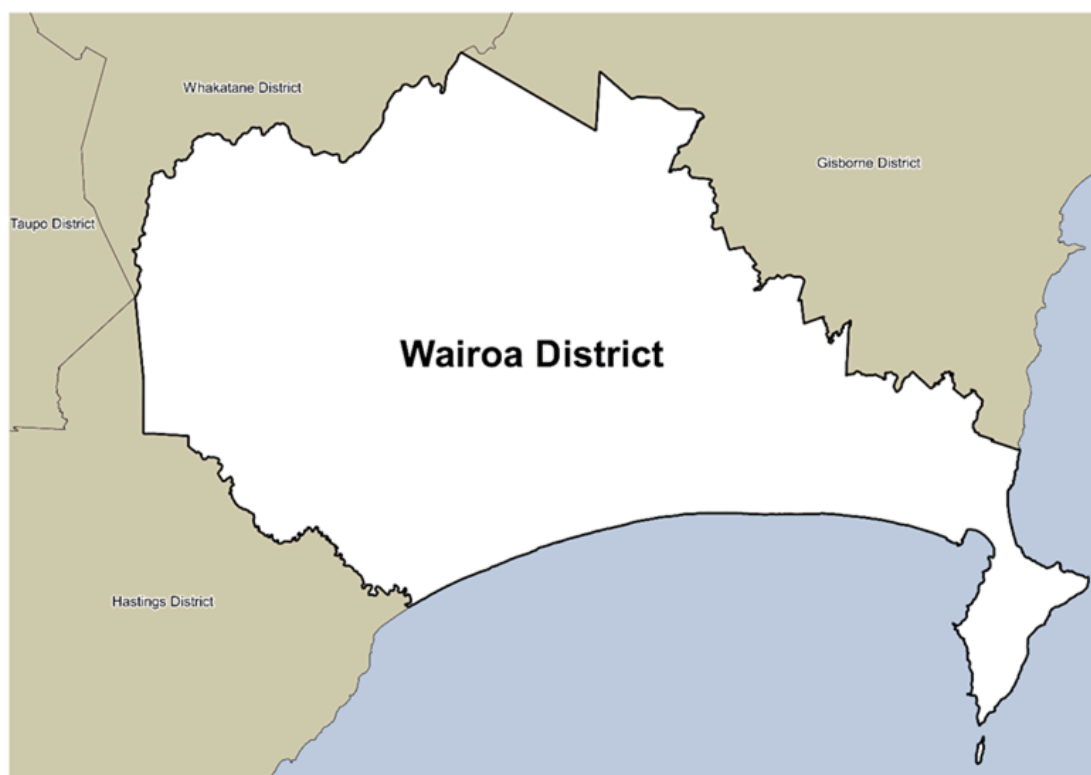 Whakatane District
Gisborne District
Taupo District
Wairoa District
Hastings District